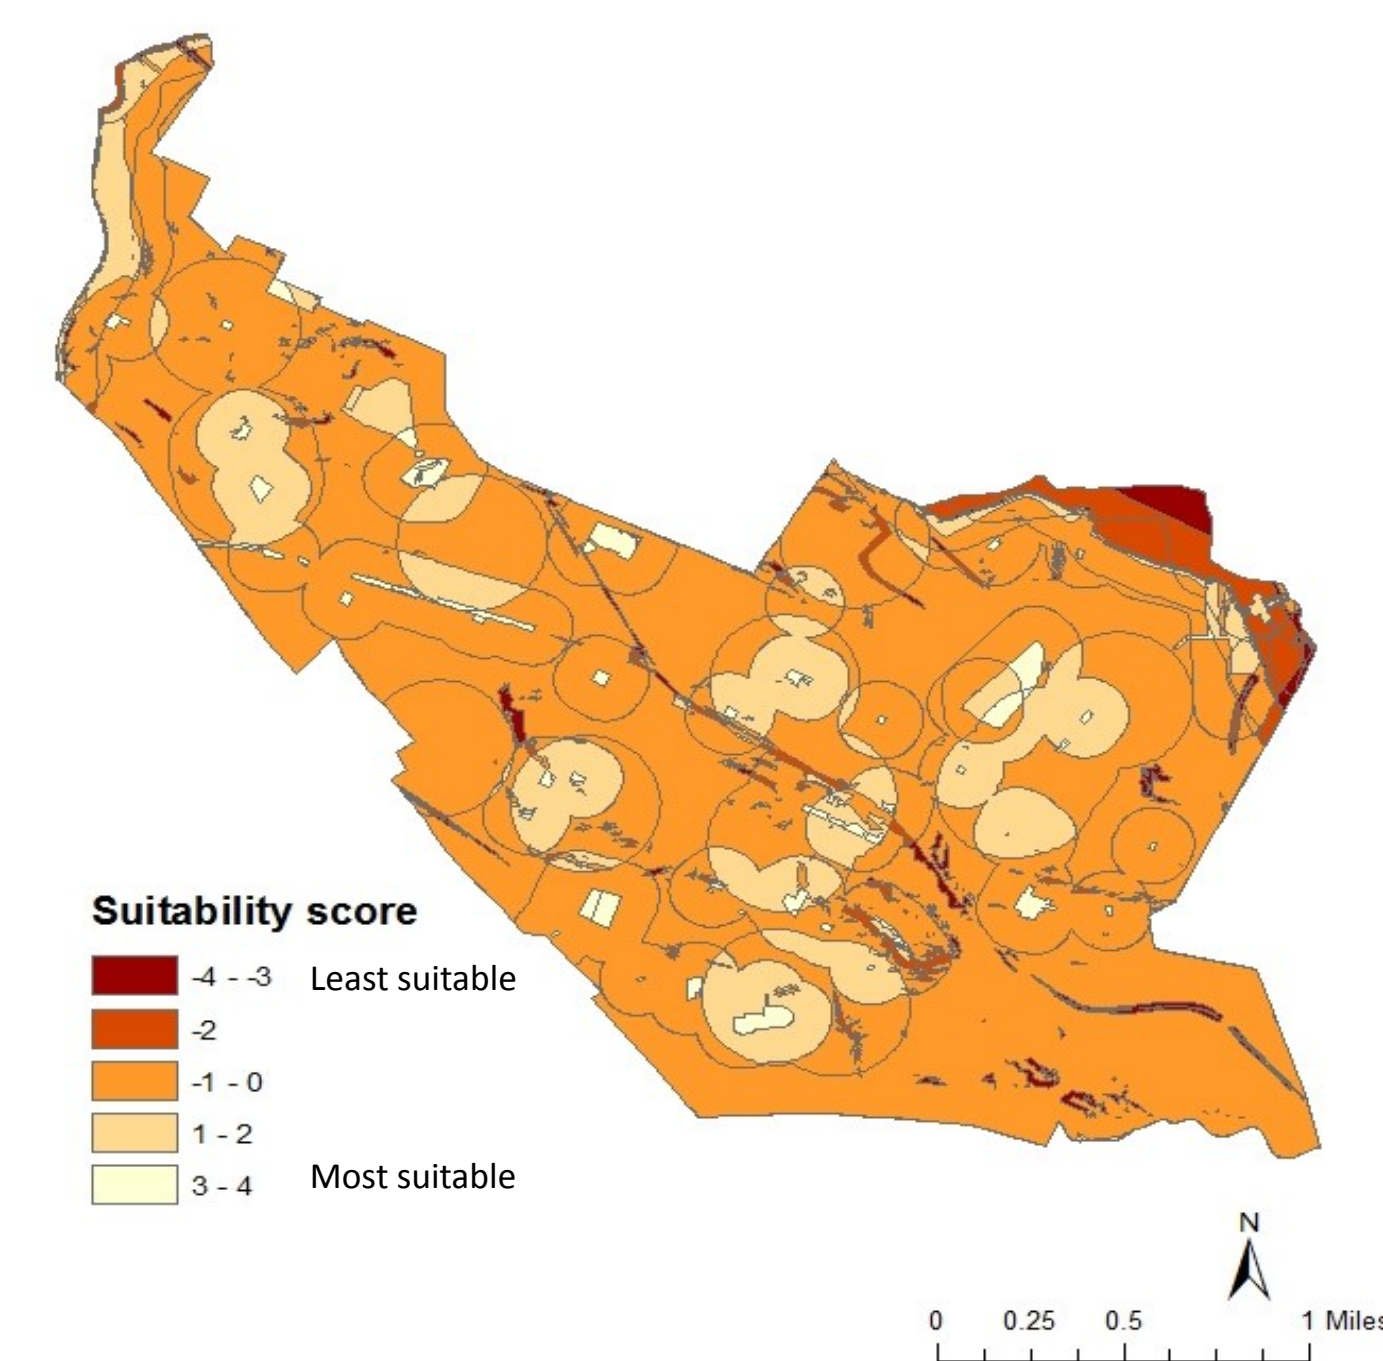 Suitability score
-4 - -3 Least suitable
-2
-1 - 0
1 - 2
3 - 4 Most suitable
N
0 0.25 0.5 1 Miles